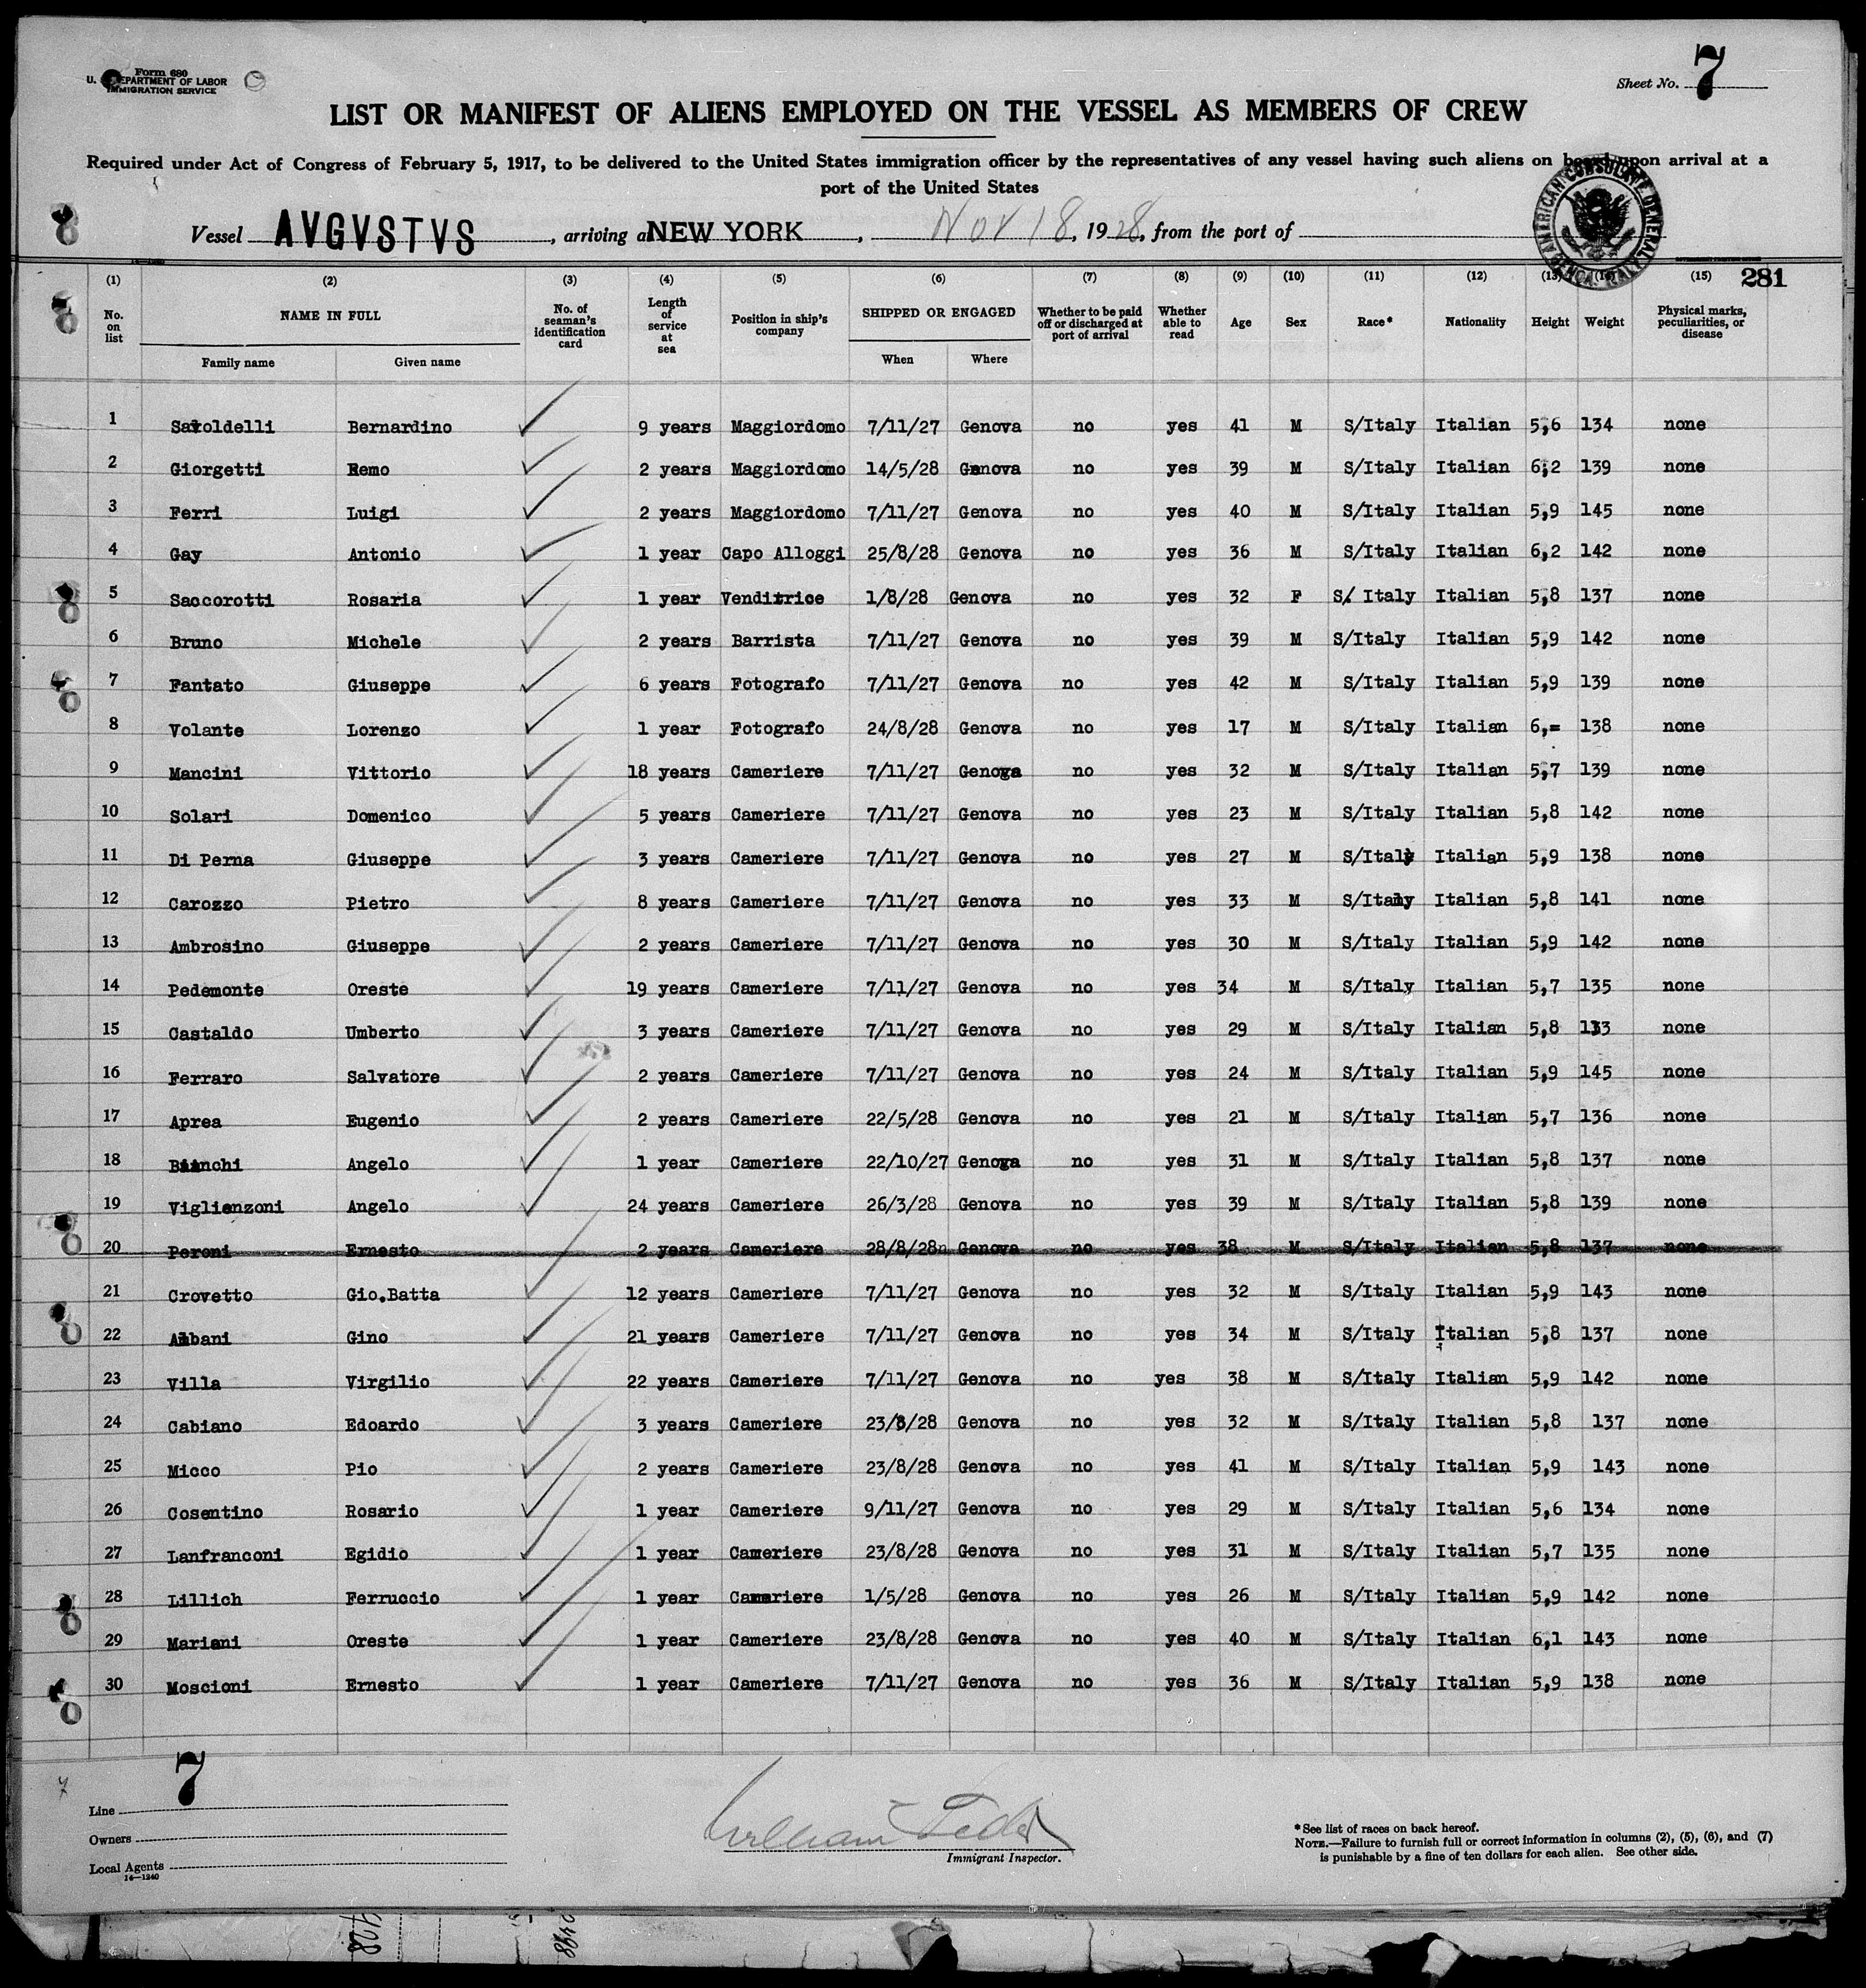 Form 680
U. DEPARTMENT OF LABOR
IMMIGRATION SERVICE
Sheet No. 7
LIST OR MANIFEST OF ALIENS EMPLOYED ON THE VESSEL AS MEMBERS OF CREW
Required under Act of Congress of February 5, 1917, to be delivered to the United States immigration officer by the representatives of any vessel having such aliens on board upon arrival at a
port of the United States
AMERICAN CONSULATE GENERAL GENOA, ITALY
Vessel AVGVSTVS, arriving at NEW YORK, Nov 18, 1928, from the port of
281
(1) (2) (3) (4) (5) (6) (7) (8) (9) (10) (11) (12) (13) (14) (15)
No. on list NAME IN FULL No. of seaman's identification card Length of service at sea Position in ship's company SHIPPED OR ENGAGED Whether to be paid off or discharged at port of arrival Whether able to read Age Sex Race* Nationality Height Weight Physical marks, peculiarities, or disease
Family name Given name When Where
1 Saroldelli Bernardino 9 years Maggiordomo 7/11/27 Genova no yes 41 M S/Italy Italian 5,6 134 none
2 Giorgetti Remo 2 years Maggiordomo 14/5/28 Genova no yes 39 M S/Italy Italian 6,2 139 none
3 Ferri Luigi 2 years Maggiordomo 7/11/27 Genova no yes 40 M S/Italy Italian 5,9 145 none
4 Gay Antonio 1 year Capo Alloggi 25/8/28 Genova no yes 36 M S/Italy Italian 6,2 142 none
5 Saccorotti Rosaria 1 year Venditrice 1/8/28 Genova no yes 32 F S/ Italy Italian 5,8 137 none
6 Bruno Michele 2 years Barrista 7/11/27 Genova no yes 39 M S/Italy Italian 5,9 142 none
7 Fantato Giuseppe 6 years Fotografo 7/11/27 Genova no yes 42 M S/Italy Italian 5,9 139 none
8 Volante Lorenzo 1 year Fotografo 24/8/28 Genova no yes 17 M S/Italy Italian 6,= 138 none
9 Mancini Vittorio 18 years Cameriere 7/11/27 Genova no yes 32 M S/Italy Italian 5,7 139 none
10 Solari Domenico 5 years Cameriere 7/11/27 Genova no yes 23 M S/Italy Italian 5,8 142 none
11 Di Perna Giuseppe 3 years Cameriere 7/11/27 Genova no yes 27 M S/Italy Italian 5,9 138 none
12 Carozzo Pietro 8 years Cameriere 7/11/27 Genova no yes 33 M S/Italy Italian 5,8 141 none
13 Ambrosino Giuseppe 2 years Cameriere 7/11/27 Genova no yes 30 M S/Italy Italian 5,9 142 none
14 Pedemonte Oreste 19 years Cameriere 7/11/27 Genova no yes 34 M S/Italy Italian 5,7 135 none
15 Castaldo Umberto 3 years Cameriere 7/11/27 Genova no yes 29 M S/Italy Italian 5,8 133 none
16 Ferraro Salvatore 2 years Cameriere 7/11/27 Genova no yes 24 M S/Italy Italian 5,9 145 none
17 Aprea Eugenio 2 years Cameriere 22/5/28 Genova no yes 21 M S/Italy Italian 5,7 136 none
18 Bianchi Angelo 1 year Cameriere 22/10/27 Genova no yes 31 M S/Italy Italian 5,8 137 none
19 Viglienzoni Angelo 24 years Cameriere 26/3/28 Genova no yes 39 M S/Italy Italian 5,8 139 none
20 Peroni Ernesto 2 years Cameriere 28/8/28 Genova no yes 38 M S/Italy Italian 5,8 137 none
21 Crovetto Gio.Batta 12 years Cameriere 7/11/27 Genova no yes 32 M S/Italy Italian 5,9 143 none
22 Albani Gino 21 years Cameriere 7/11/27 Genova no yes 34 M S/Italy Italian 5,8 137 none
23 Villa Virgilio 22 years Cameriere 7/11/27 Genova no yes 38 M S/Italy Italian 5,9 142 none
24 Cabiano Edoardo 3 years Cameriere 23/8/28 Genova no yes 32 M S/Italy Italian 5,8 137 none
25 Micco Pio 2 years Cameriere 23/8/28 Genova no yes 41 M S/Italy Italian 5,9 143 none
26 Cosentino Rosario 1 year Cameriere 9/11/27 Genova no yes 29 M S/Italy Italian 5,6 134 none
27 Lanfranconi Egidio 1 year Cameriere 23/8/28 Genova no yes 31 M S/Italy Italian 5,7 135 none
28 Lillich Ferruccio 1 year Cameriere 1/5/28 Genova no yes 26 M S/Italy Italian 5,9 142 none
29 Mariani Oreste 1 year Cameriere 23/8/28 Genova no yes 40 M S/Italy Italian 6,1 143 none
30 Moscioni Ernesto 1 year Cameriere 7/11/27 Genova no yes 36 M S/Italy Italian 5,9 138 none
7
Line
Owners
Local Agents
14—1240
William
Immigrant Inspector.
*See list of races on back hereof.
NOTE.—Failure to furnish full or correct information in columns (2), (5), (6), and (7)
is punishable by a fine of ten dollars for each alien. See other side.